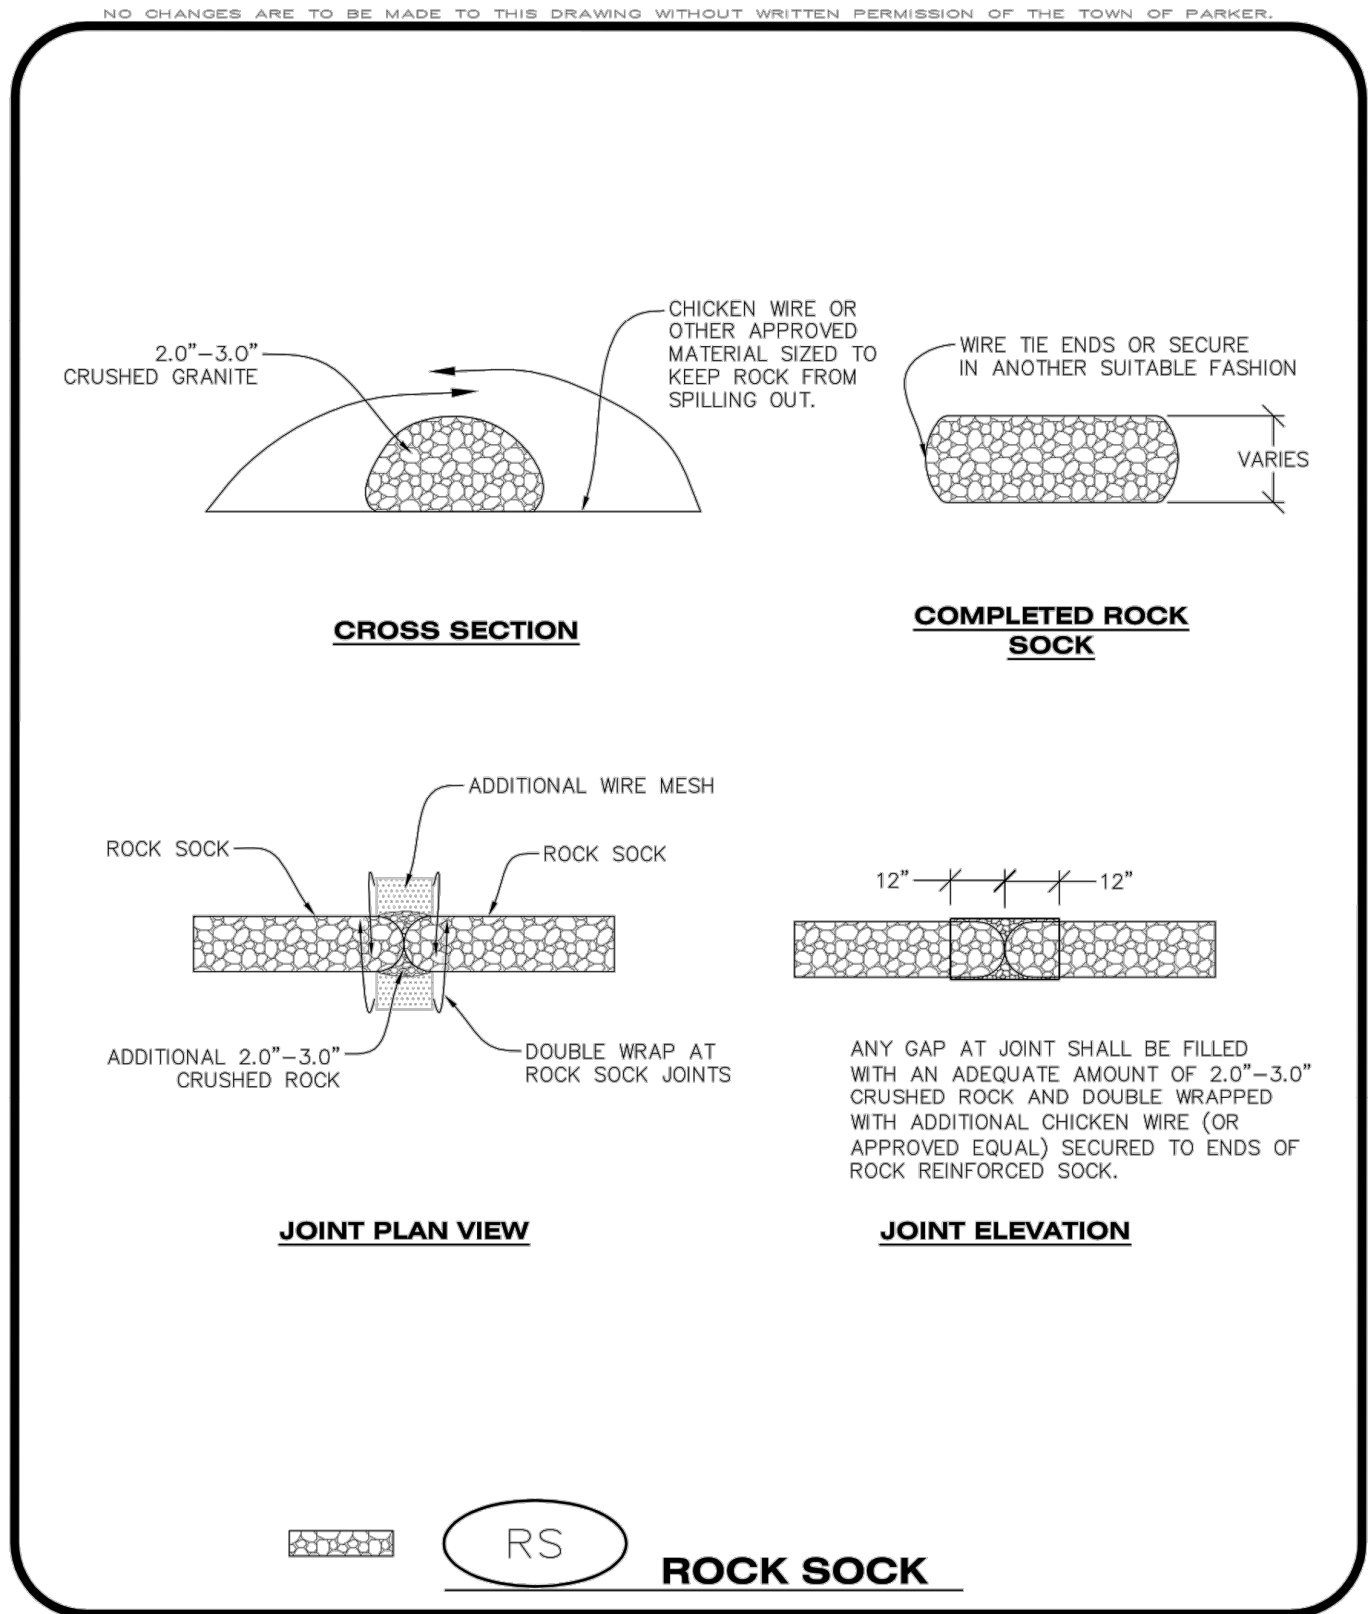 NO CHANGES ARE TO BE MADE TO THIS DRAWING WITHOUT WRITTEN PERMISSION OF THE TOWN OF PARKER.
2.0"–3.0"
CRUSHED GRANITE
CHICKEN WIRE OR
OTHER APPROVED
MATERIAL SIZED TO
KEEP ROCK FROM
SPILLING OUT.
WIRE TIE ENDS OR SECURE
IN ANOTHER SUITABLE FASHION
VARIES
CROSS SECTION
COMPLETED ROCK
SOCK
ADDITIONAL WIRE MESH
ROCK SOCK
ROCK SOCK
ADDITIONAL 2.0"–3.0"
CRUSHED ROCK
DOUBLE WRAP AT
ROCK SOCK JOINTS
12"
12"
ANY GAP AT JOINT SHALL BE FILLED
WITH AN ADEQUATE AMOUNT OF 2.0"–3.0"
CRUSHED ROCK AND DOUBLE WRAPPED
WITH ADDITIONAL CHICKEN WIRE (OR
APPROVED EQUAL) SECURED TO ENDS OF
ROCK REINFORCED SOCK.
JOINT PLAN VIEW
JOINT ELEVATION
RS
ROCK SOCK